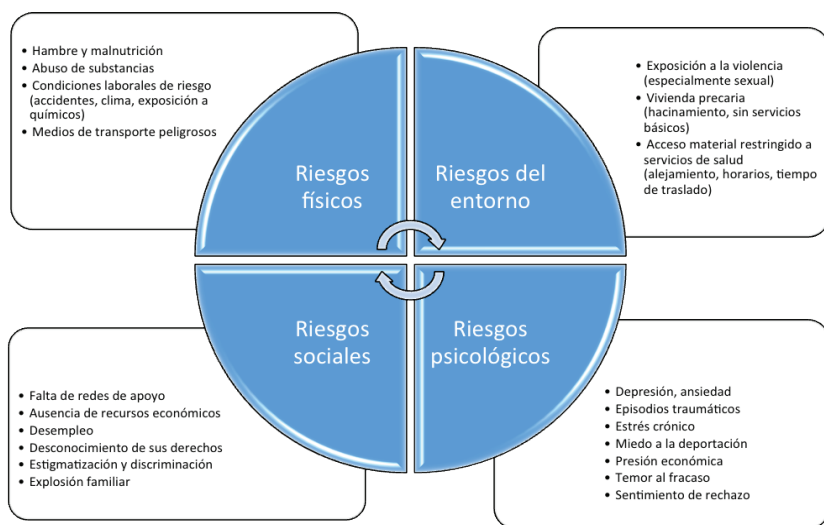 • Hambre y malnutrición
• Abuso de substancias
• Condiciones laborales de riesgo
(accidentes, clima, exposición a
químicos)
• Medios de transporte peligrosos
• Exposición a la violencia
(especialmente sexual)
• Vivienda precaria
(hacinamiento, sin servicios
básicos)
• Acceso material restringido a
servicios de salud
(alejamiento, horarios, tiempo
de traslado)
Riesgos
físicos
Riesgos del
entorno
Riesgos
sociales
Riesgos
psicológicos
• Falta de redes de apoyo
• Ausencia de recursos económicos
• Desempleo
• Desconocimiento de sus derechos
• Estigmatización y discriminación
• Explosión familiar
• Depresión, ansiedad
• Episodios traumáticos
• Estrés crónico
• Miedo a la deportación
• Presión económica
• Temor al fracaso
• Sentimiento de rechazo